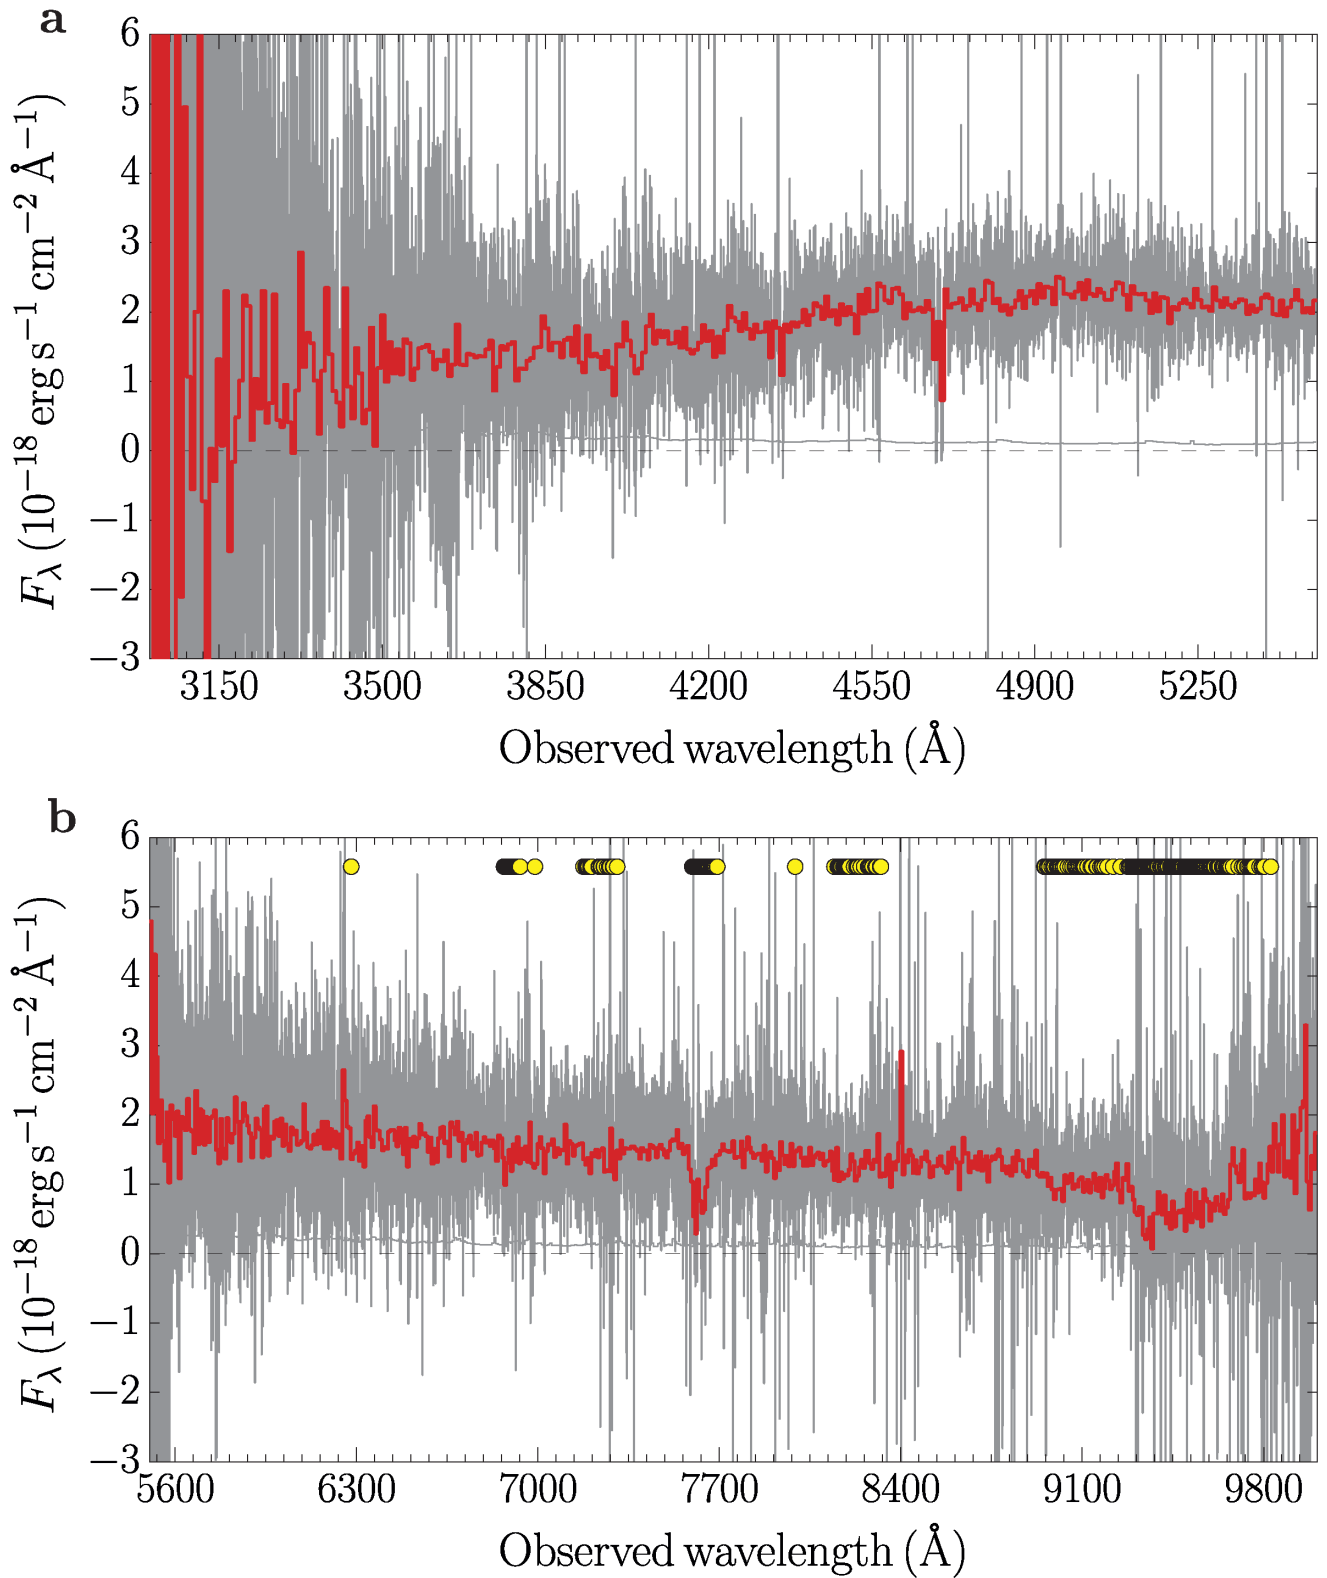 a
6
5
4
3
2
1
0
−1
−2
−3
F_λ (10⁻¹⁸ erg s⁻¹ cm⁻² Å⁻¹)
3150 3500 3850 4200 4550 4900 5250
Observed wavelength (Å)
b
6
5
4
3
2
1
0
−1
−2
−3
F_λ (10⁻¹⁸ erg s⁻¹ cm⁻² Å⁻¹)
5600 6300 7000 7700 8400 9100 9800
Observed wavelength (Å)